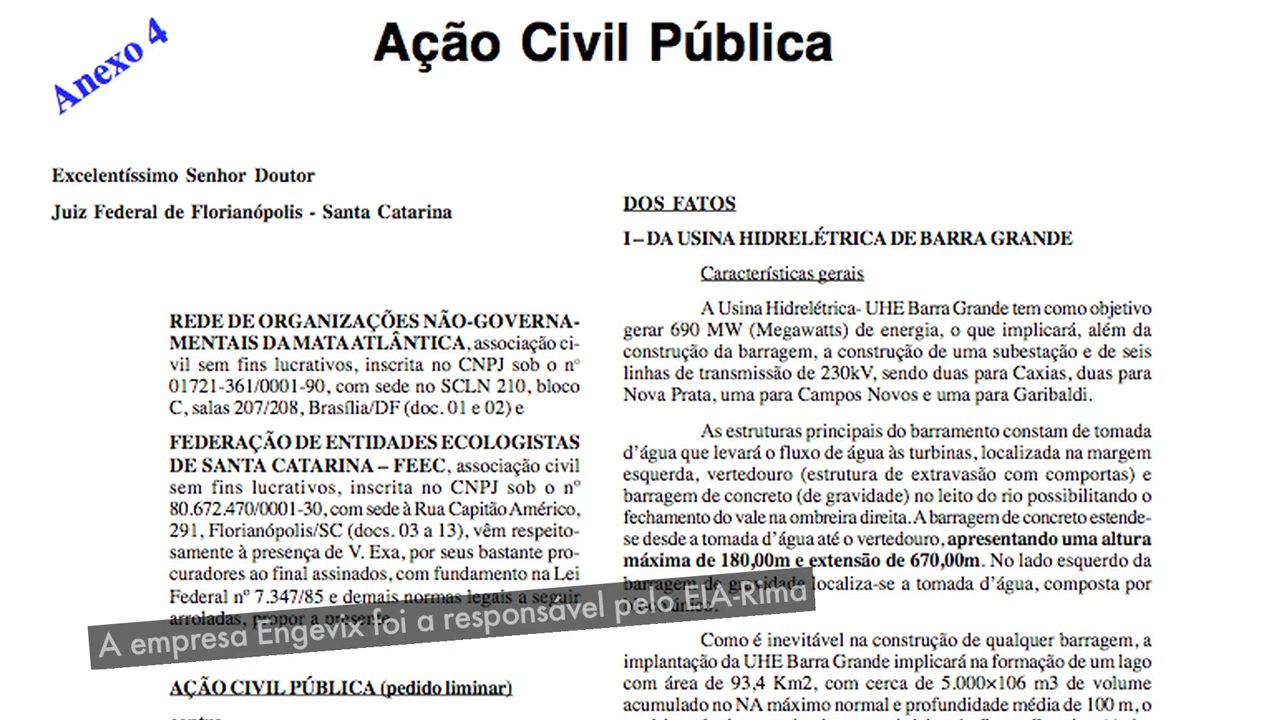 Anexo 4
Ação Civil Pública
Excelentíssimo Senhor Doutor
Juiz Federal de Florianópolis - Santa Catarina
REDE DE ORGANIZAÇÕES NÃO-GOVERNA-
MENTAIS DA MATA ATLÂNTICA, associação ci-
vil sem fins lucrativos, inscrita no CNPJ sob o nº
01721-361/0001-90, com sede no SCLN 210, bloco
C, salas 207/208, Brasília/DF (doc. 01 e 02) e
FEDERAÇÃO DE ENTIDADES ECOLOGISTAS
DE SANTA CATARINA – FEEC, associação civil
sem fins lucrativos, inscrita no CNPJ sob o nº
80.672.470/0001-30, com sede à Rua Capitão Américo,
291, Florianópolis/SC (docs. 03 a 13), vêm respeito-
samente à presença de V. Exa, por seus bastante pro-
curadores ao final assinados, com fundamento na Lei
Federal nº 7.347/85 e demais normas legais a seguir
arroladas, propor a presente
AÇÃO CIVIL PÚBLICA (pedido liminar)
contra
DOS FATOS
I – DA USINA HIDRELÉTRICA DE BARRA GRANDE
Características gerais
A Usina Hidrelétrica- UHE Barra Grande tem como objetivo
gerar 690 MW (Megawatts) de energia, o que implicará, além da
construção da barragem, a construção de uma subestação e de seis
linhas de transmissão de 230kV, sendo duas para Caxias, duas para
Nova Prata, uma para Campos Novos e uma para Garibaldi.
As estruturas principais do barramento constam de tomada
d'água que levará o fluxo de água às turbinas, localizada na margem
esquerda, vertedouro (estrutura de extravasão com comportas) e
barragem de concreto (de gravidade) no leito do rio possibilitando o
fechamento do vale na ombreira direita. A barragem de concreto estende-
se desde a tomada d'água até o vertedouro, apresentando uma altura
máxima de 180,00m e extensão de 670,00m. No lado esquerdo da
barragem de gravidade localiza-se a tomada d'água, composta por
Como é inevitável na construção de qualquer barragem, a
implantação da UHE Barra Grande implicará na formação de um lago
com área de 93,4 Km2, com cerca de 5.000×106 m3 de volume
acumulado no NA máximo normal e profundidade média de 100 m, o
A empresa Engevix foi a responsável pelo EIA-Rima